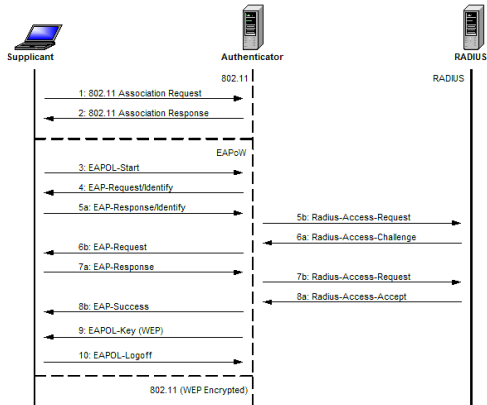 Supplicant
Authenticator
RADIUS
802.11
RADIUS
1: 802.11 Association Request
2: 802.11 Association Response
EAPoW
3: EAPOL-Start
4: EAP-Request/Identify
5a: EAP-Response/Identify
5b: Radius-Access-Request
6a: Radius-Access-Challenge
6b: EAP-Request
7a: EAP-Response
7b: Radius-Access-Request
8a: Radius-Access-Accept
8b: EAP-Success
9: EAPOL-Key (WEP)
10: EAPOL-Logoff
802.11 (WEP Encrypted)